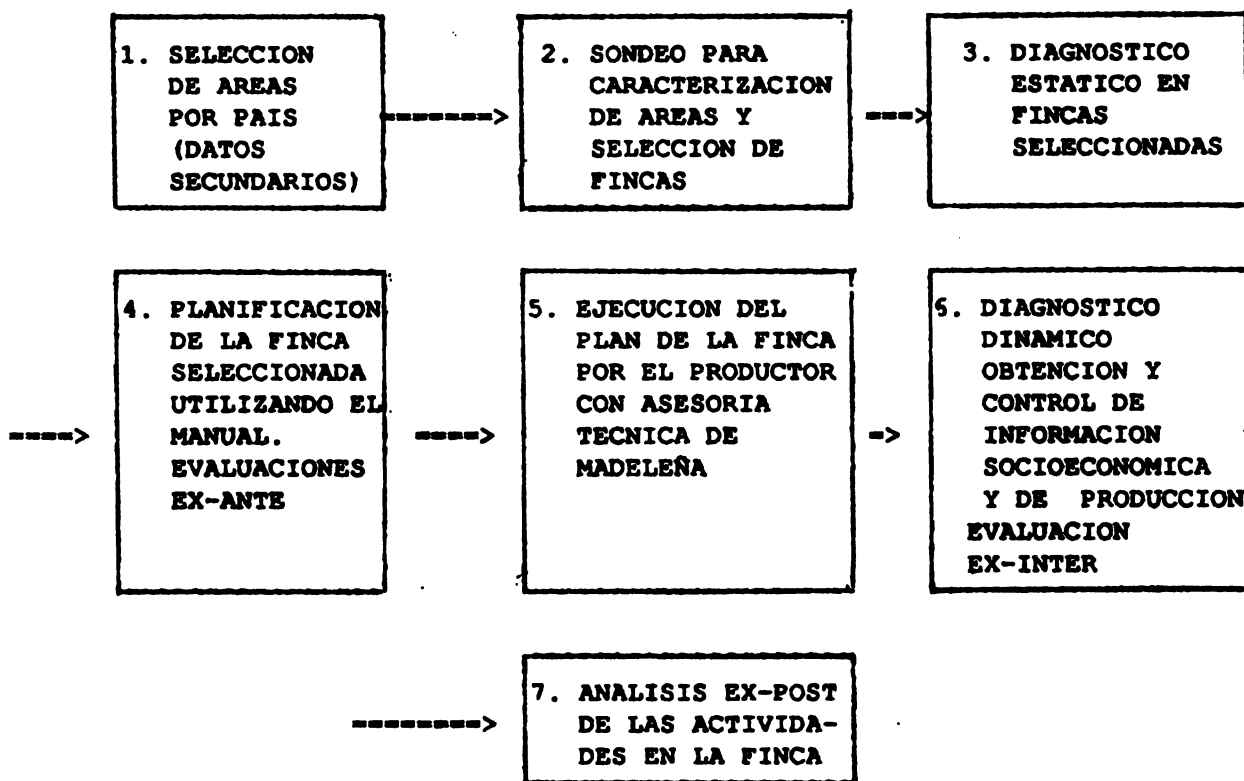 1. SELECCION
DE AREAS
POR PAIS
(DATOS
SECUNDARIOS)
-------->
2. SONDEO PARA
CARACTERIZACION
DE AREAS Y
SELECCION DE
FINCAS
--->
3. DIAGNOSTICO
ESTATICO EN
FINCAS
SELECCIONADAS
---->
4. PLANIFICACION
DE LA FINCA
SELECCIONADA
UTILIZANDO EL
MANUAL.
EVALUACIONES
EX-ANTE
---->
5. EJECUCION DEL
PLAN DE LA FINCA
POR EL PRODUCTOR
CON ASESORIA
TECNICA DE
MADELEÑA
->
6. DIAGNOSTICO
DINAMICO
OBTENCION Y
CONTROL DE
INFORMACION
SOCIOECONOMICA
Y DE PRODUCCION
EVALUACION
EX-INTER
-------->
7. ANALISIS EX-POST
DE LAS ACTIVIDA-
DES EN LA FINCA